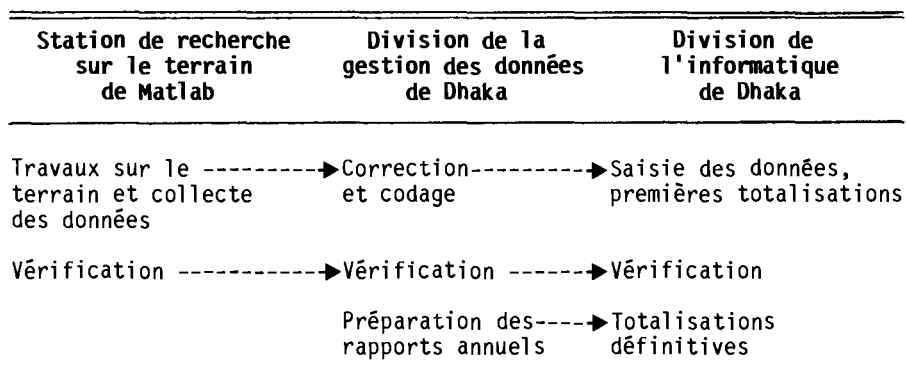 Station de recherche sur le terrain de Matlab
Division de la gestion des données de Dhaka
Division de l'informatique de Dhaka
Travaux sur le terrain et collecte des données
Correction et codage
Saisie des données, premières totalisations
Vérification
Vérification
Vérification
Préparation des rapports annuels
Totalisations définitives